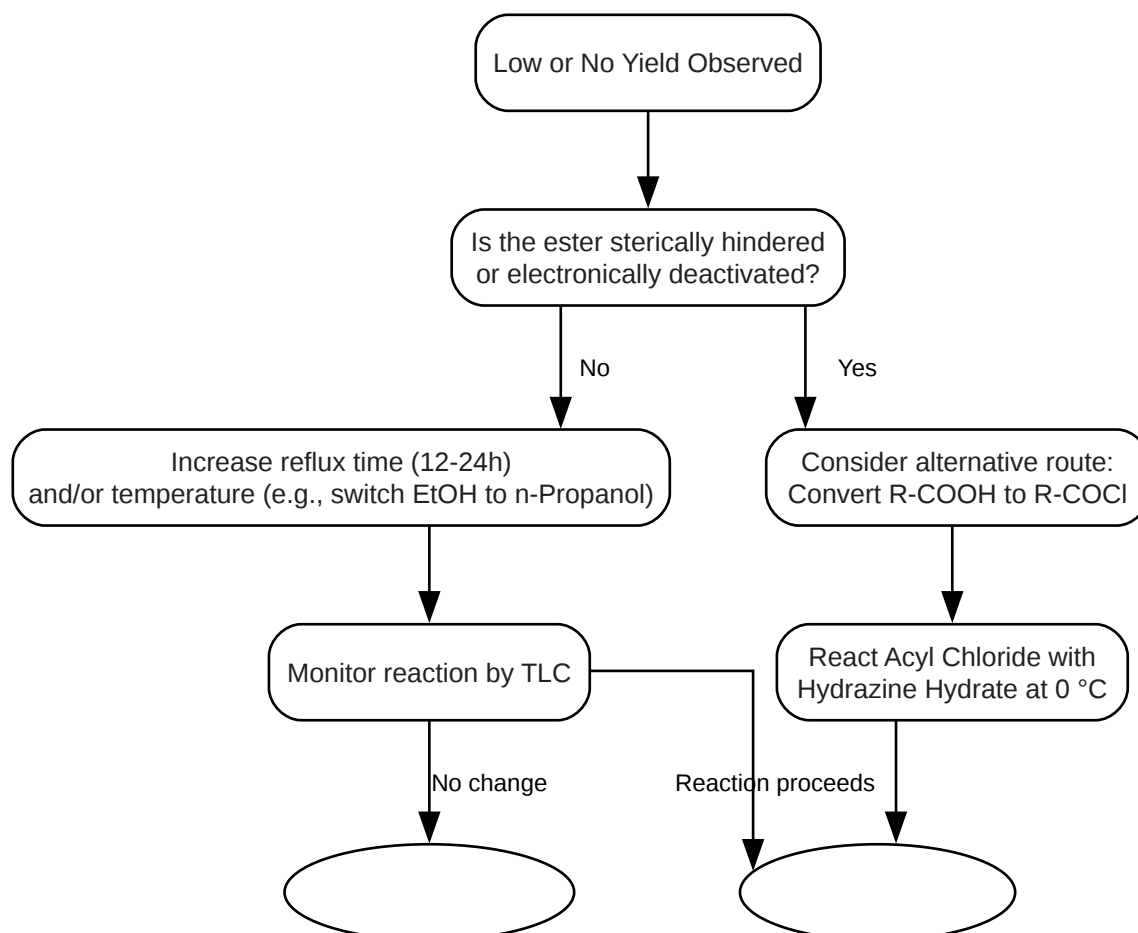 Low or No Yield Observed
Is the ester sterically hindered
or electronically deactivated?
No
Yes
Increase reflux time (12-24h)
and/or temperature (e.g., switch EtOH to n-Propanol)
Consider alternative route:
Convert R-COOH to R-COCl
Monitor reaction by TLC
React Acyl Chloride with
Hydrazine Hydrate at 0 °C
No change
Reaction proceeds